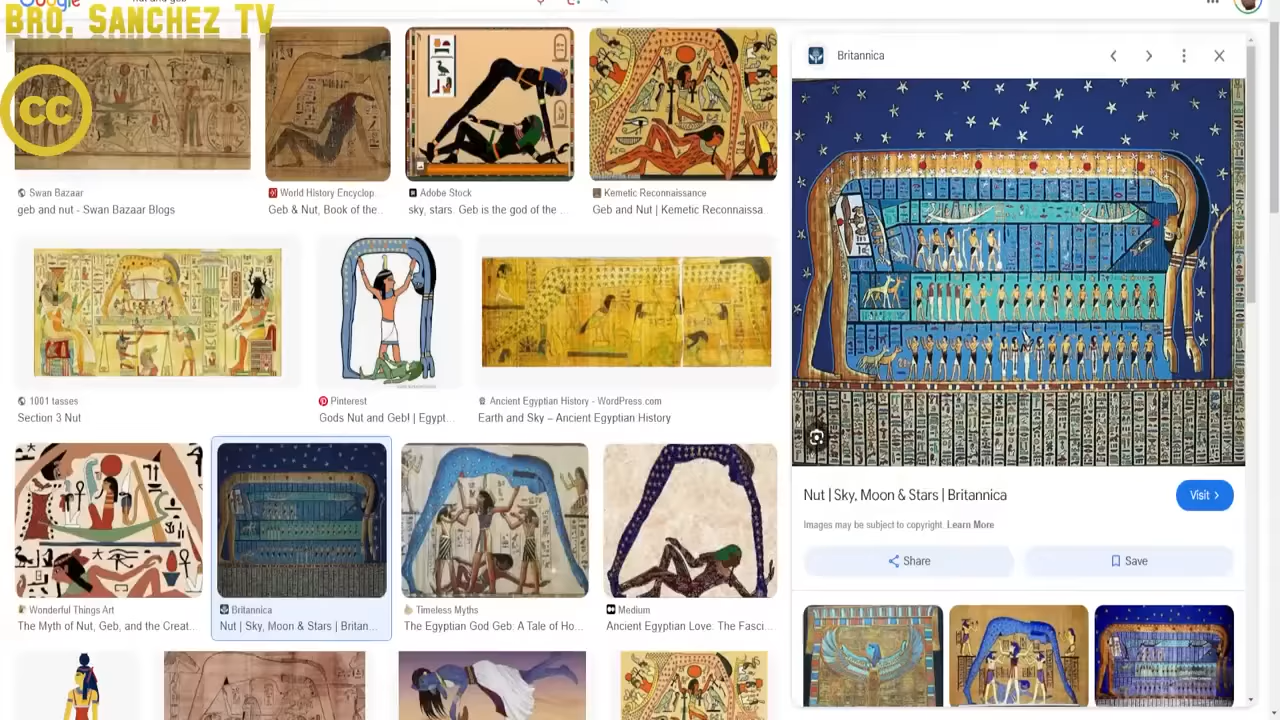 Google
BRO. SANCHEZ TV
cc
Swan Bazaar
geb and nut - Swan Bazaar Blogs
World History Encyclop..
Geb & Nut, Book of the..
Adobe Stock
sky, stars. Geb is the god of the ...
Kemetic Reconnaissance
Geb and Nut | Kemetic Reconnaissa
1001 tasses
Section 3 Nut
Pinterest
Gods Nut and Geb! | Egypt...
Ancient Egyptian History - WordPress.com
Earth and Sky – Ancient Egyptian History
Wonderful Things Art
The Myth of Nut, Geb, and the Creat...
Britannica
Nut | Sky, Moon & Stars | Britan...
Timeless Myths
The Egyptian God Geb: A Tale of Ho...
Medium
Ancient Egyptian Love: The Fasci...
Britannica
Nut | Sky, Moon & Stars | Britannica
Visit
Images may be subject to copyright. Learn More
Share
Save